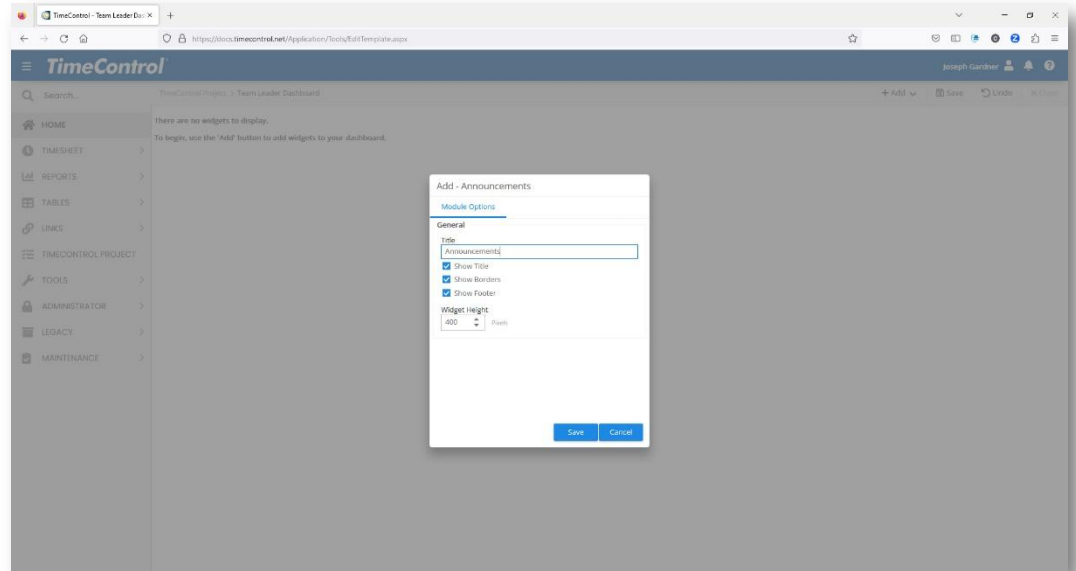 TimeControl - Team Leader Das
https://docs.timecontrol.net/Application/Tools/EditTemplate.aspx
TimeControl
Joseph Gardner
Search...
TimeControl Project > Team Leader Dashboard
+ Add
Save
Undo
Close
HOME
There are no widgets to display.
To begin, use the 'Add' button to add widgets to your dashboard.
TIMESHEET
REPORTS
TABLES
LINKS
TIMECONTROL PROJECT
TOOLS
ADMINISTRATOR
LEGACY
MAINTENANCE
Add - Announcements
Module Options
General
Title
Announcements
Show Title
Show Borders
Show Footer
Widget Height
400 Pixels
Save Cancel